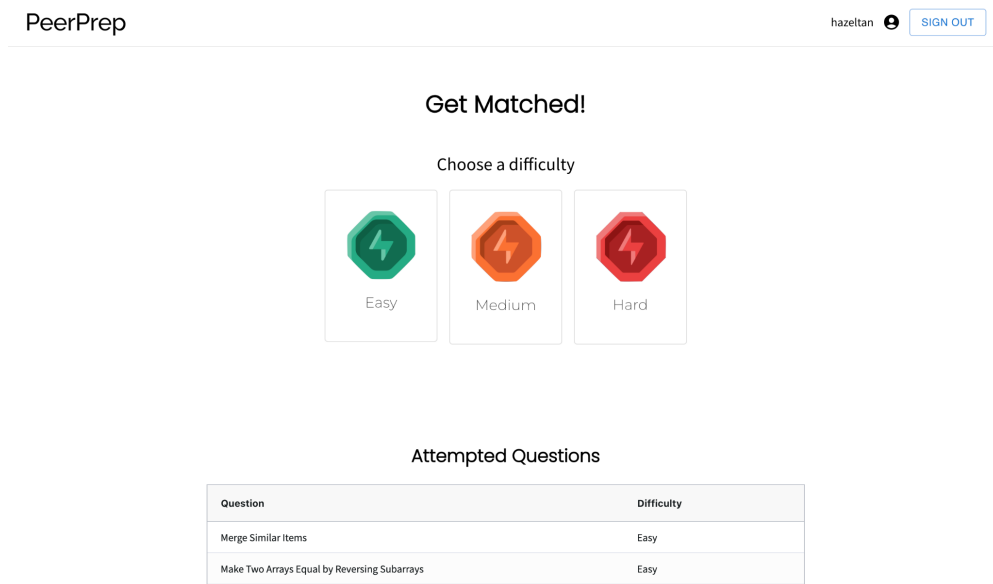 PeerPrep
hazeltan SIGN OUT
Get Matched!
Choose a difficulty
Easy Medium Hard
Attempted Questions
Question Difficulty
Merge Similar Items Easy
Make Two Arrays Equal by Reversing Subarrays Easy